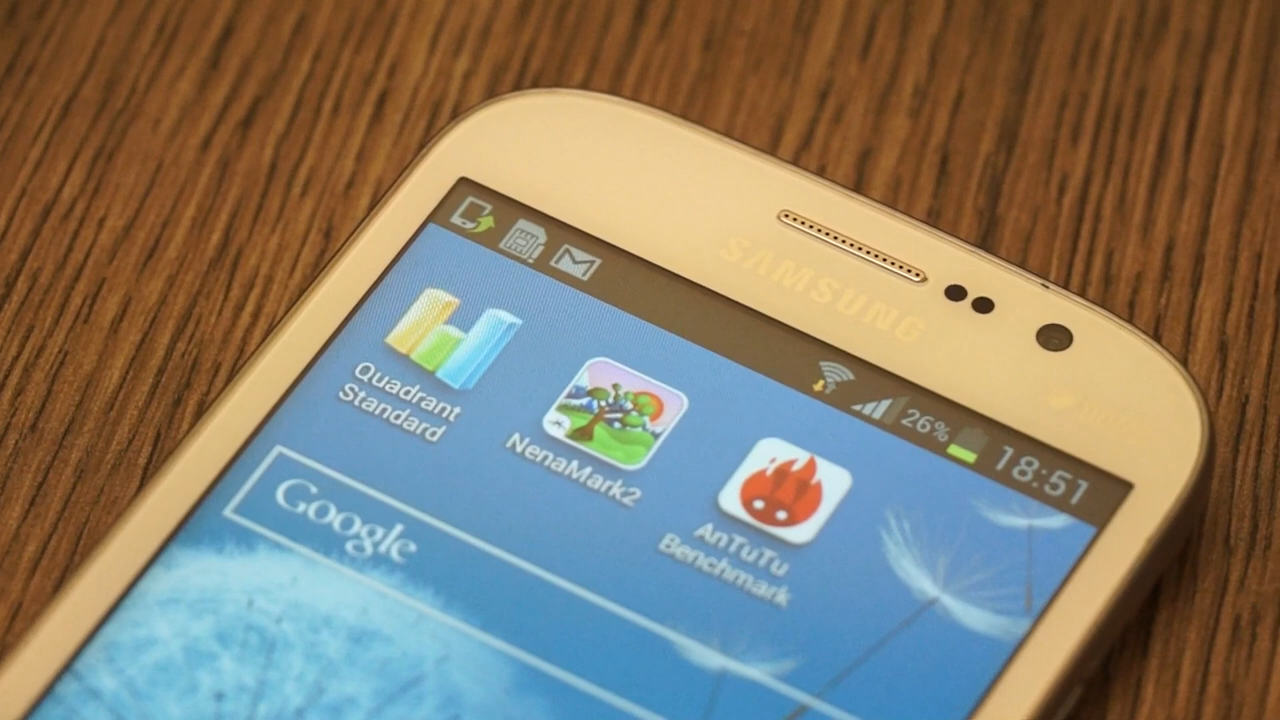 SAMSUNG
26% 18:51
Quadrant
Standard
NenaMark2
AnTuTu
Benchmark
Google